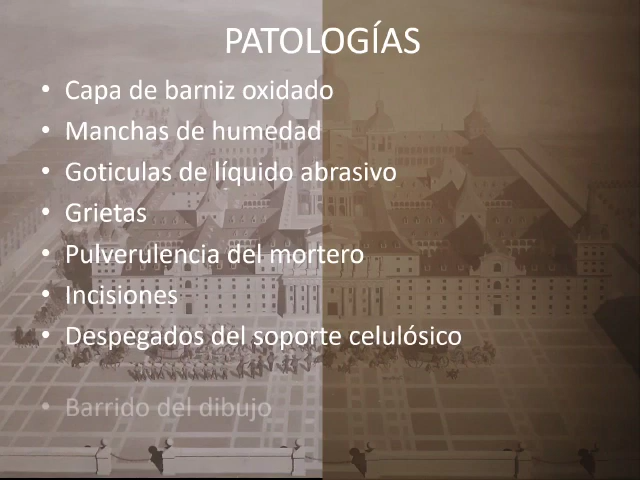 PATOLOGÍAS
• Capa de barniz oxidado
• Manchas de humedad
• Goticulas de líquido abrasivo
• Grietas
• Pulverulencia del mortero
• Incisiones
• Despegados del soporte celulósico
• Barrido del dibujo